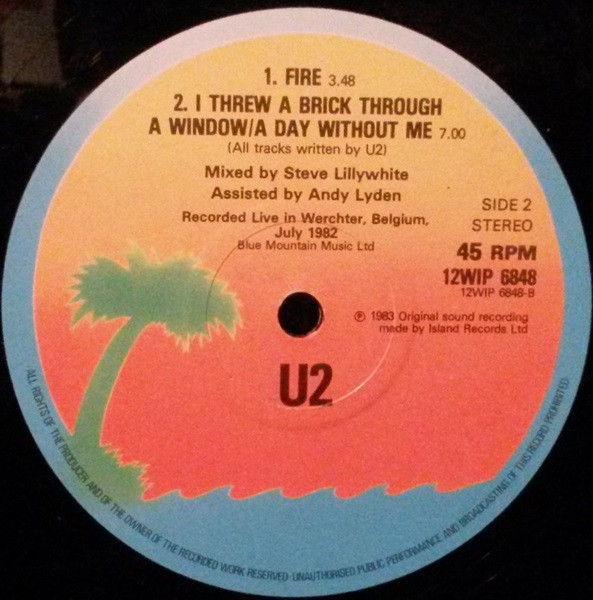 1. FIRE 3.48
2. I THREW A BRICK THROUGH
A WINDOW/A DAY WITHOUT ME 7.00
(All tracks written by U2)
Mixed by Steve Lillywhite
Assisted by Andy Lyden
Recorded Live in Werchter, Belgium,
July 1982
Blue Mountain Music Ltd
SIDE 2
STEREO
45 RPM
12WIP 6848
12WIP 6848-B
℗ 1983 Original sound recording
made by Island Records Ltd
U2
ALL RIGHTS OF THE PRODUCER AND OF THE OWNER OF THE RECORDED WORK RESERVED· UNAUTHORISED PUBLIC PERFORMANCE AND BROADCASTING OF THIS RECORD PROHIBITED·